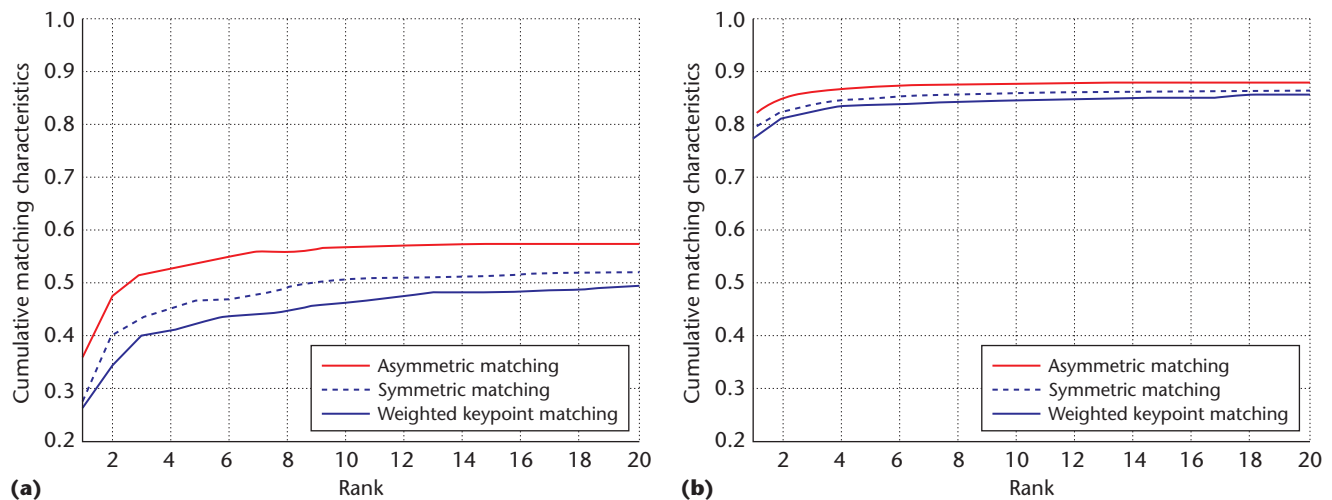 Cumulative matching characteristics
1.0
0.9
0.8
0.7
0.6
0.5
0.4
0.3
0.2
Asymmetric matching
Symmetric matching
Weighted keypoint matching
2 4 6 8 10 12 14 16 18 20
(a) Rank
Cumulative matching characteristics
1.0
0.9
0.8
0.7
0.6
0.5
0.4
0.3
0.2
Asymmetric matching
Symmetric matching
Weighted keypoint matching
2 4 6 8 10 12 14 16 18 20
(b) Rank